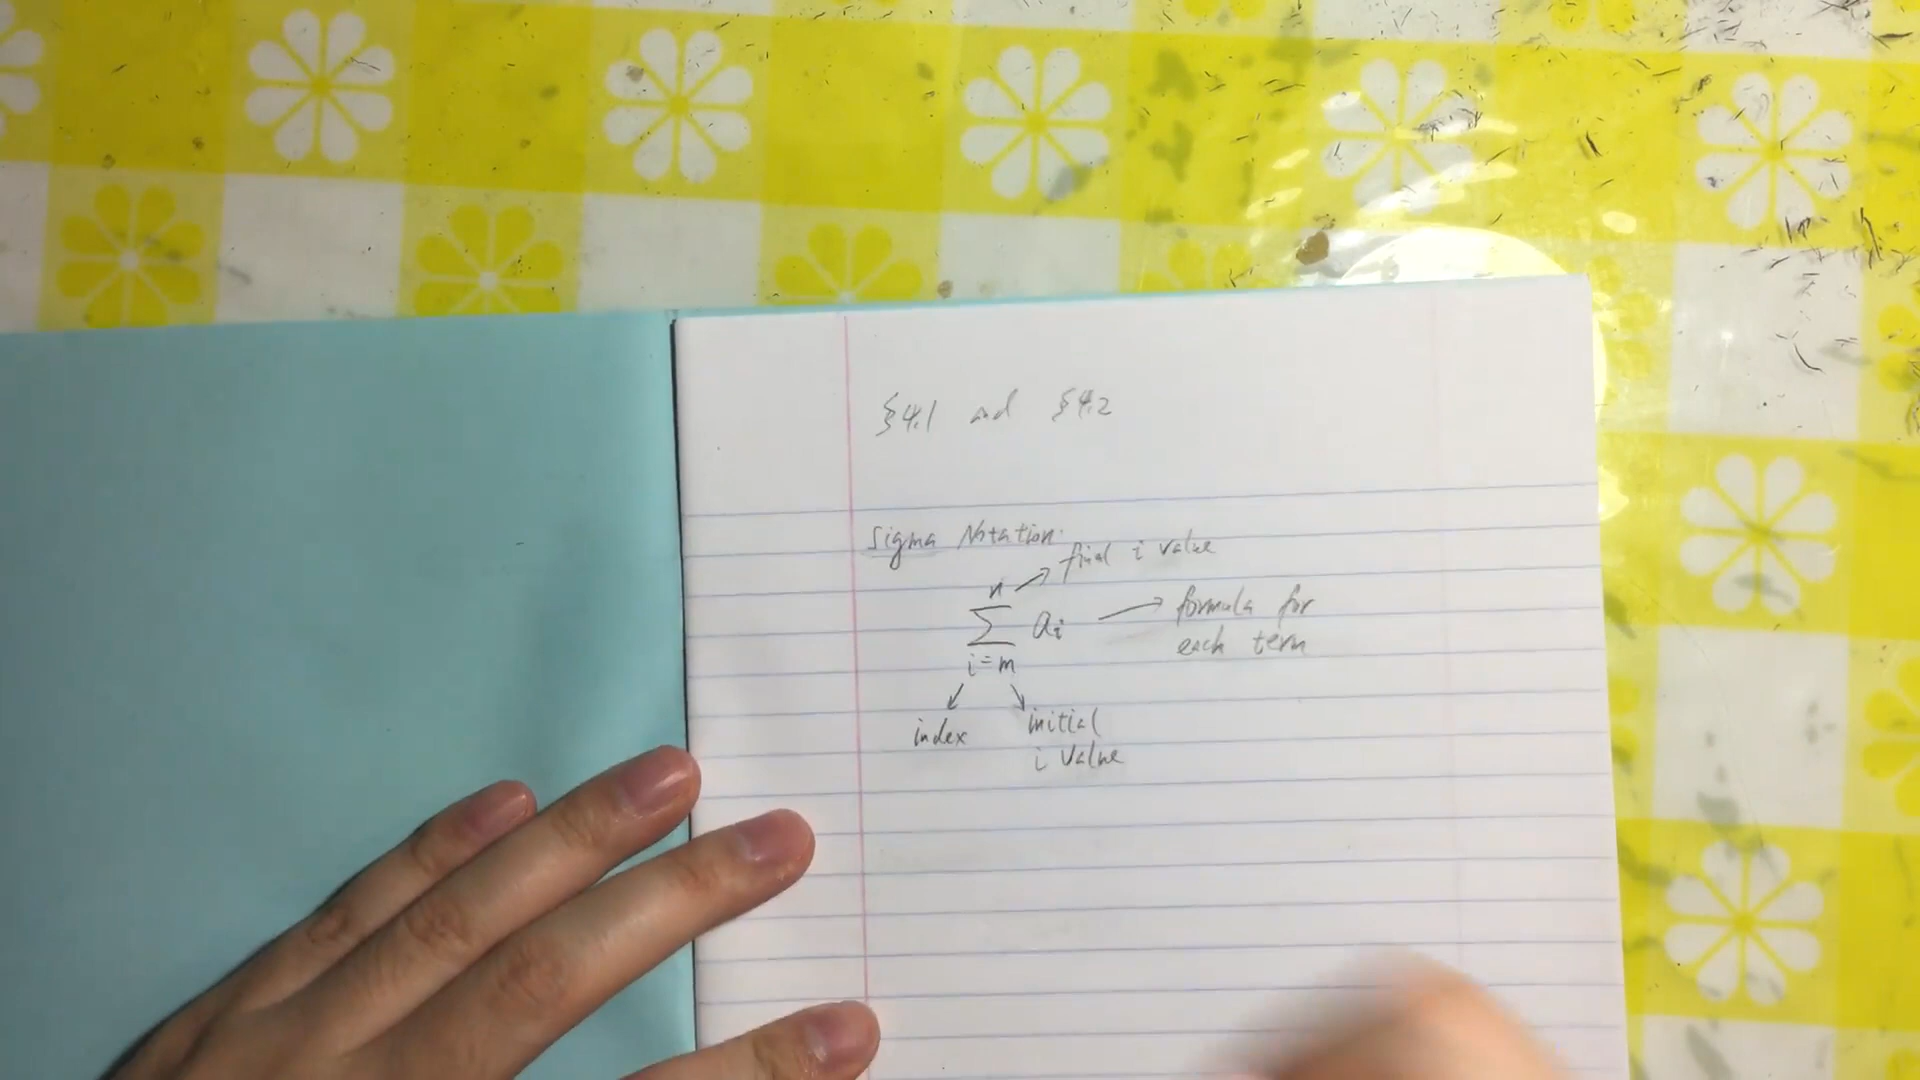 §4.1 and §4.2
Sigma Notation:
n → final i value
∑ ai → formula for
each term
i=m
index
initial
i value